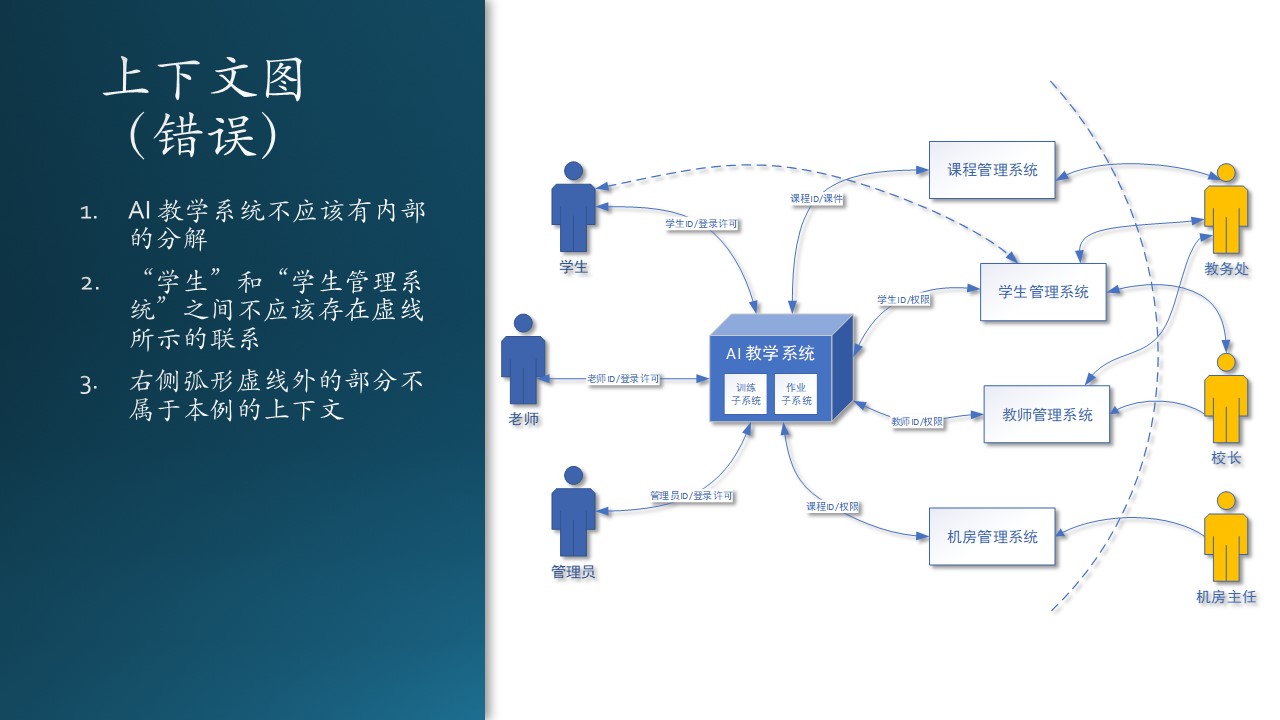 上下文图
（错误）
1. AI 教学系统不应该有内部
的分解
2. “学生”和“学生管理系
统”之间不应该存在虚线
所示的联系
3. 右侧弧形虚线外的部分不
属于本例的上下文
课程管理系统
课程ID/课件
学生ID/登录许可
学生
教务处
学生管理系统
学生ID/权限
AI 教学系统
训练
子系统
作业
子系统
老师ID/登录许可
老师
教师管理系统
教师ID/权限
校长
管理员ID/登录许可
课程ID/权限
机房管理系统
管理员
机房主任